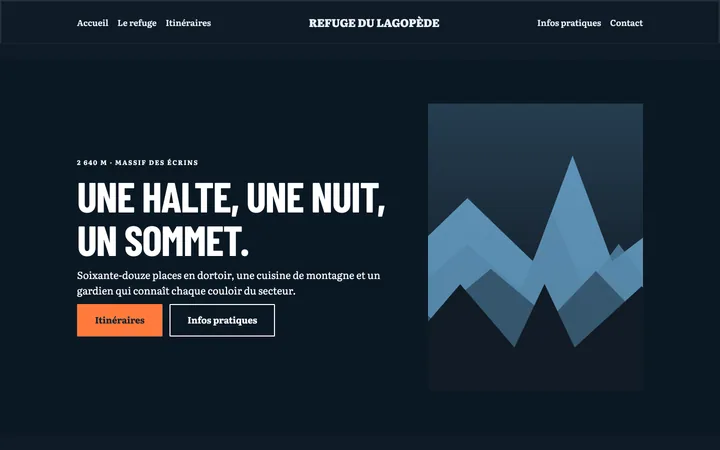 Accueil Le refuge Itinéraires REFUGE DU LAGOPÈDE Infos pratiques Contact
2 640 M - MASSIF DES ÉCRINS
UNE HALTE, UNE NUIT,
UN SOMMET.
Soixante-douze places en dortoir, une cuisine de montagne et un
gardien qui connaît chaque couloir du secteur.
Itinéraires Infos pratiques